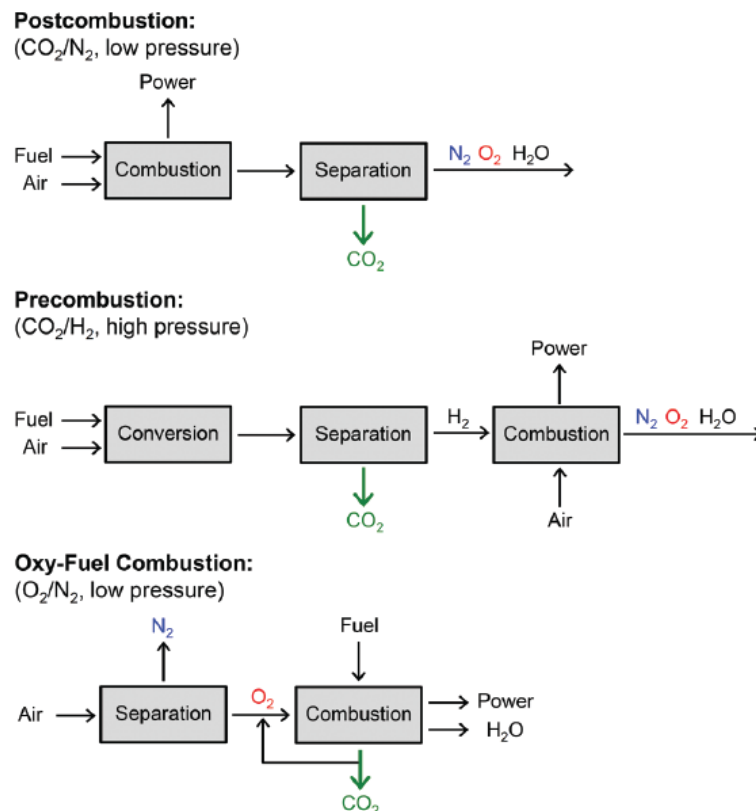 Postcombustion:
(CO₂/N₂, low pressure)
Power
Fuel
Air
Combustion
Separation
N₂ O₂ H₂O
CO₂
Precombustion:
(CO₂/H₂, high pressure)
Power
Fuel
Air
Conversion
Separation
H₂
Combustion
N₂ O₂ H₂O
CO₂
Air
Oxy-Fuel Combustion:
(O₂/N₂, low pressure)
N₂
Fuel
Air
Separation
O₂
Combustion
Power
H₂O
CO₂